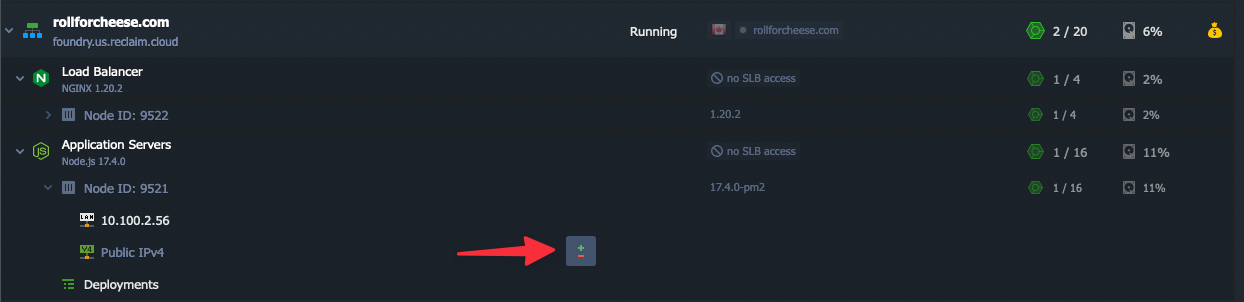 rollforcheese.com
foundry.us.reclaim.cloud
Running
rollforcheese.com
2 / 20
6%
Load Balancer
NGINX 1.20.2
no SLB access
1 / 4
2%
Node ID: 9522
1.20.2
1 / 4
2%
Application Servers
Node.js 17.4.0
no SLB access
1 / 16
11%
Node ID: 9521
17.4.0-pm2
1 / 16
11%
LAN
10.100.2.56
V4
Public IPv4
Deployments